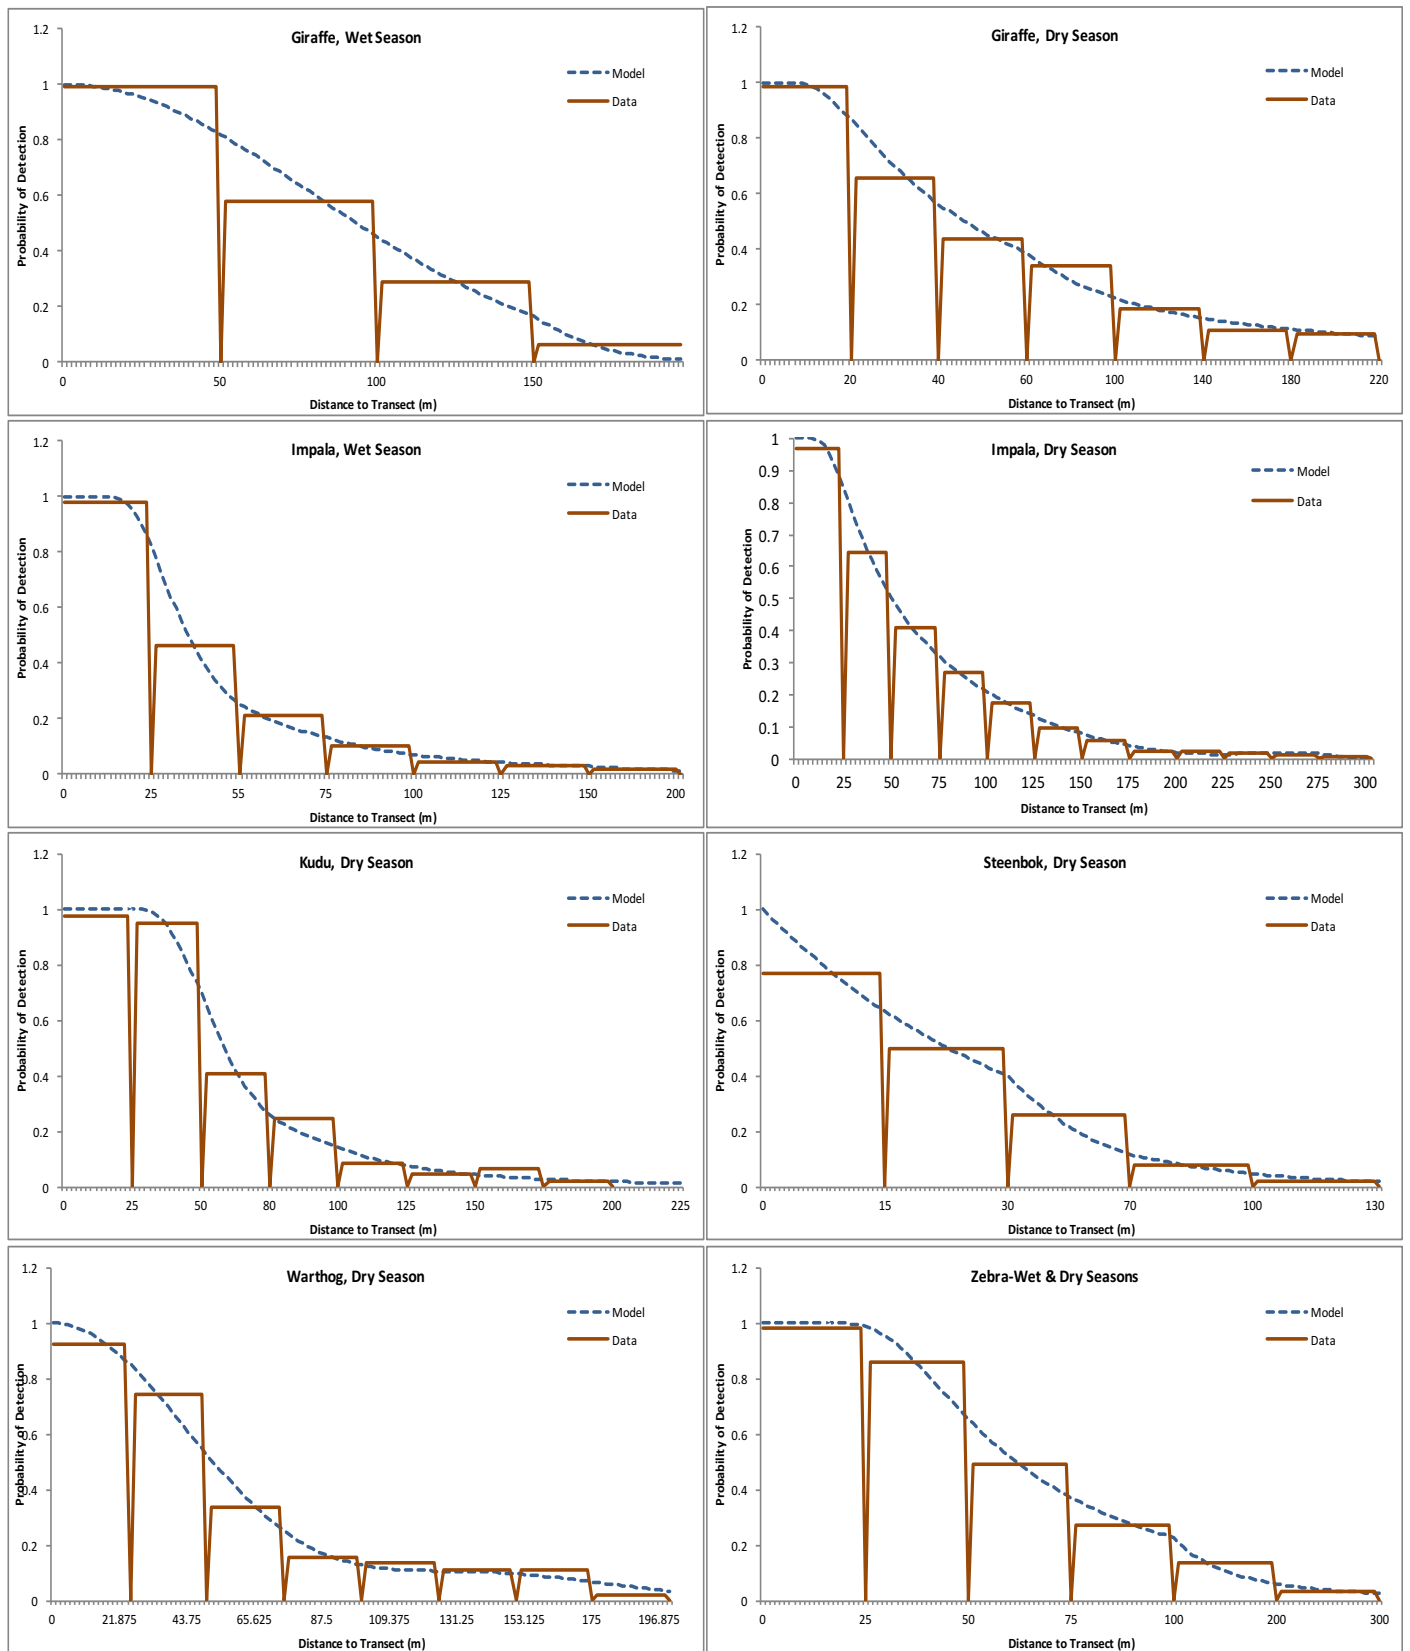 Giraffe, Wet Season
Model
Data
Probability of Detection
1.2
1
0.8
0.6
0.4
0.2
0
0 50 100 150
Distance to Transect (m)
Giraffe, Dry Season
Model
Data
Probability of Detection
1.2
1
0.8
0.6
0.4
0.2
0
0 20 40 60 100 140 180 220
Distance to Transect (m)
Impala, Wet Season
Model
Data
Probability of Detection
1.2
1
0.8
0.6
0.4
0.2
0
0 25 55 75 100 125 150 200
Distance to Transect (m)
Impala, Dry Season
Model
Data
Probability of Detection
1
0.9
0.8
0.7
0.6
0.5
0.4
0.3
0.2
0.1
0
0 25 50 75 100 125 150 175 200 225 250 275 300
Distance to Transect (m)
Kudu, Dry Season
Model
Data
Probability of Detection
1.2
1
0.8
0.6
0.4
0.2
0
0 25 50 80 100 125 150 175 200 225
Distance to Transect (m)
Steenbok, Dry Season
Model
Data
Probability of Detection
1.2
1
0.8
0.6
0.4
0.2
0
0 15 30 70 100 130
Distance to Transect (m)
Warthog, Dry Season
Model
Data
Probability of Detection
1.2
1
0.8
0.6
0.4
0.2
0
0 21.875 43.75 65.625 87.5 109.375 131.25 153.125 175 196.875
Distance to Transect (m)
Zebra-Wet & Dry Seasons
Model
Data
Probability of Detection
1.2
1
0.8
0.6
0.4
0.2
0
0 25 50 75 100 200 300
Distance to Transect (m)